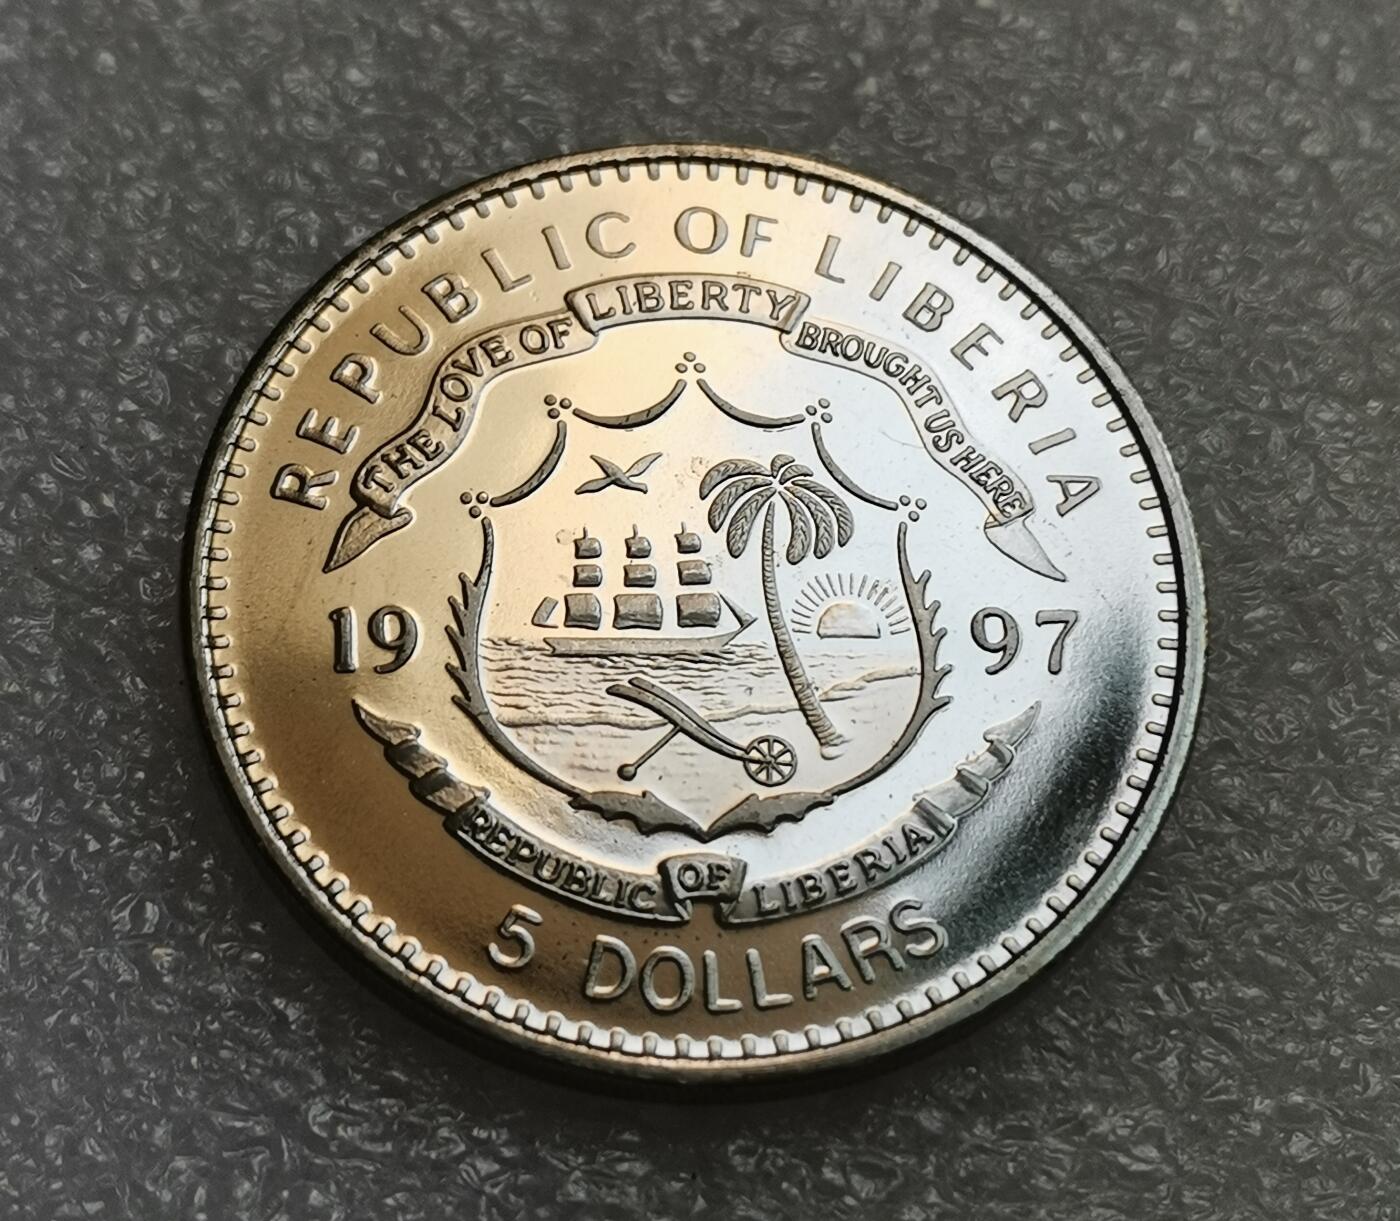 REPUBLIC OF LIBERIA
THE LOVE OF LIBERTY BROUGHT US HERE
19 97
REPUBLIC OF LIBERIA
5 DOLLARS